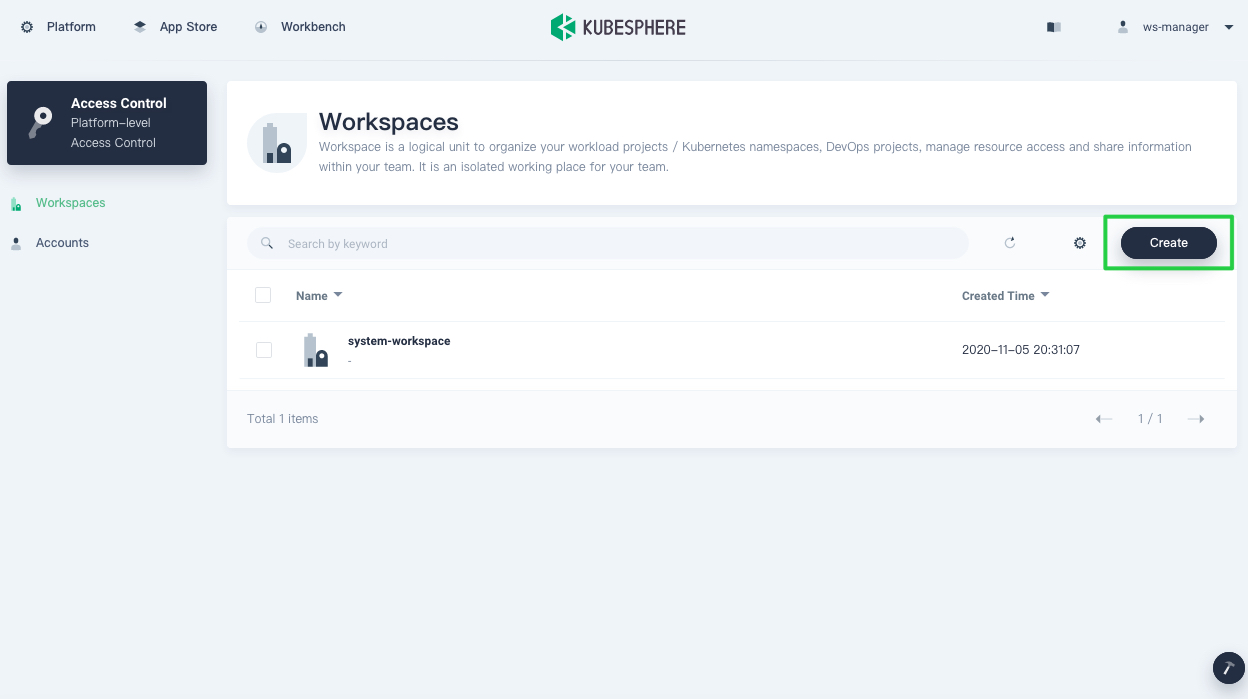 Platform
App Store
Workbench
KUBESPHERE
ws-manager
Access Control
Platform–level
Access Control
Workspaces
Accounts
Workspaces
Workspace is a logical unit to organize your workload projects / Kubernetes namespaces, DevOps projects, manage resource access and share information
within your team. It is an isolated working place for your team.
Search by keyword
Create
Name
Created Time
system-workspace
-
2020–11–05 20:31:07
Total 1 items
1 / 1